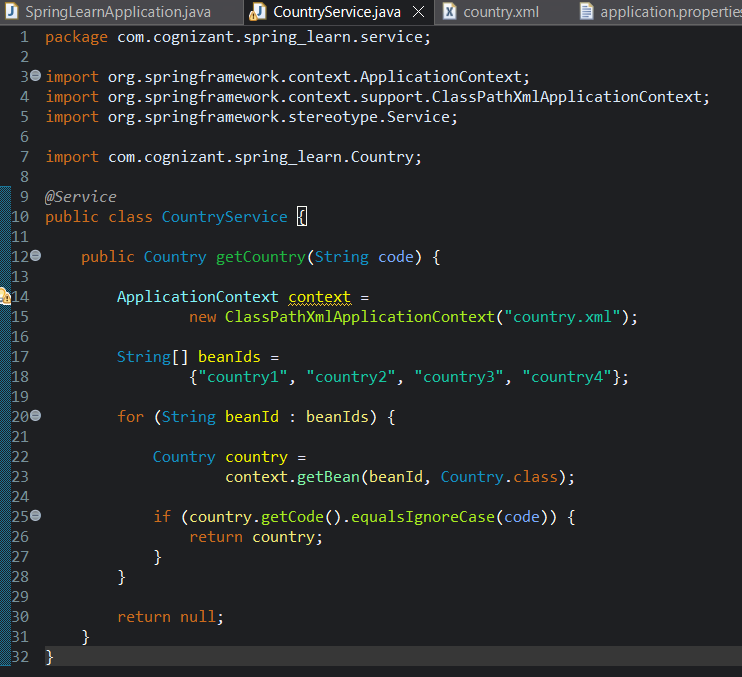 SpringLearnApplication.java CountryService.java country.xml application.properties
1 package com.cognizant.spring_learn.service;
2
3 import org.springframework.context.ApplicationContext;
4 import org.springframework.context.support.ClassPathXmlApplicationContext;
5 import org.springframework.stereotype.Service;
6
7 import com.cognizant.spring_learn.Country;
8
9 @Service
10 public class CountryService {
11
12     public Country getCountry(String code) {
13
14         ApplicationContext context =
15                 new ClassPathXmlApplicationContext("country.xml");
16
17         String[] beanIds =
18                 {"country1", "country2", "country3", "country4"};
19
20         for (String beanId : beanIds) {
21
22             Country country =
23                     context.getBean(beanId, Country.class);
24
25             if (country.getCode().equalsIgnoreCase(code)) {
26                 return country;
27             }
28         }
29
30         return null;
31     }
32 }